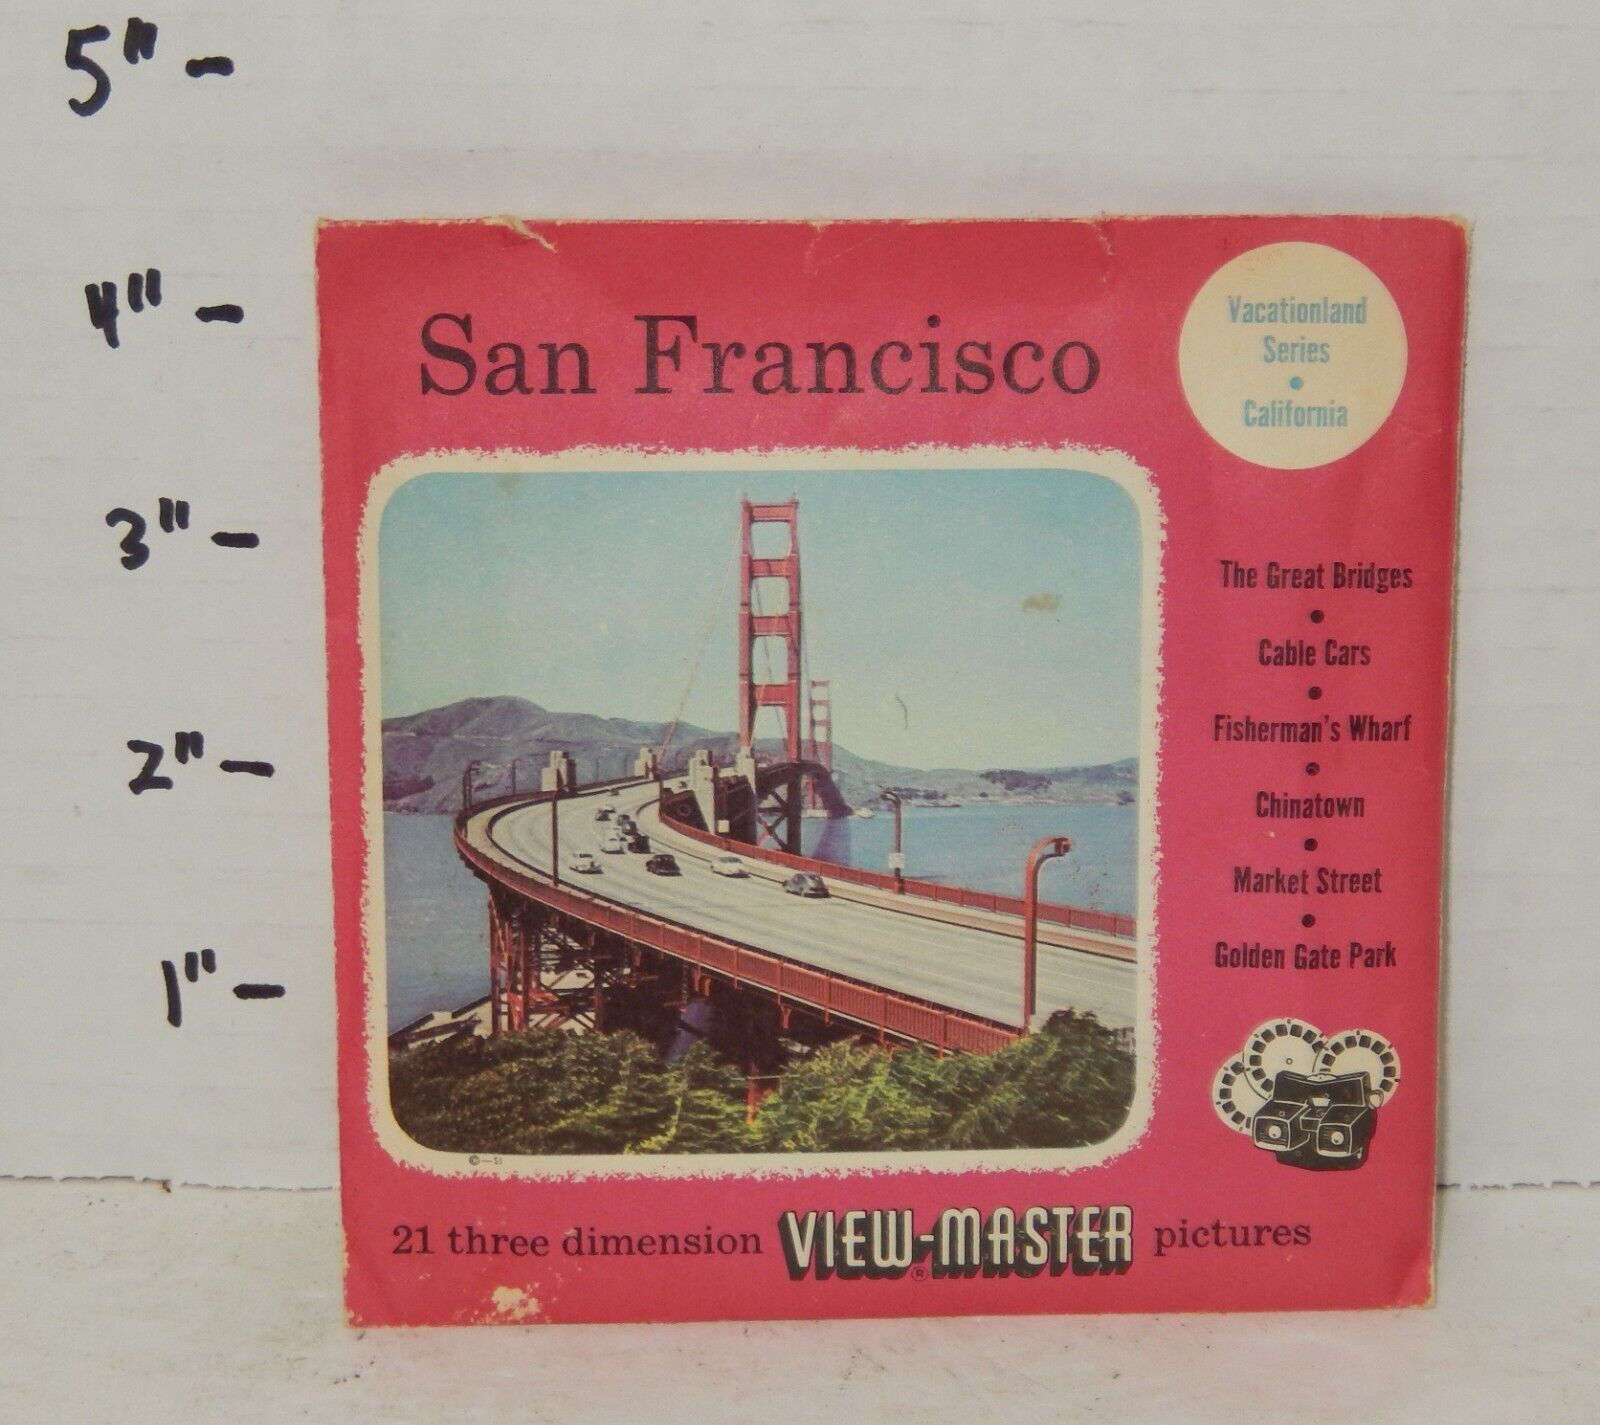 5" -
4" -
3" -
2" -
1" -
San Francisco
Vacationland
Series
•
California
The Great Bridges
•
Cable Cars
•
Fisherman's Wharf
•
Chinatown
•
Market Street
•
Golden Gate Park
©—51
21 three dimension VIEW-MASTER® pictures